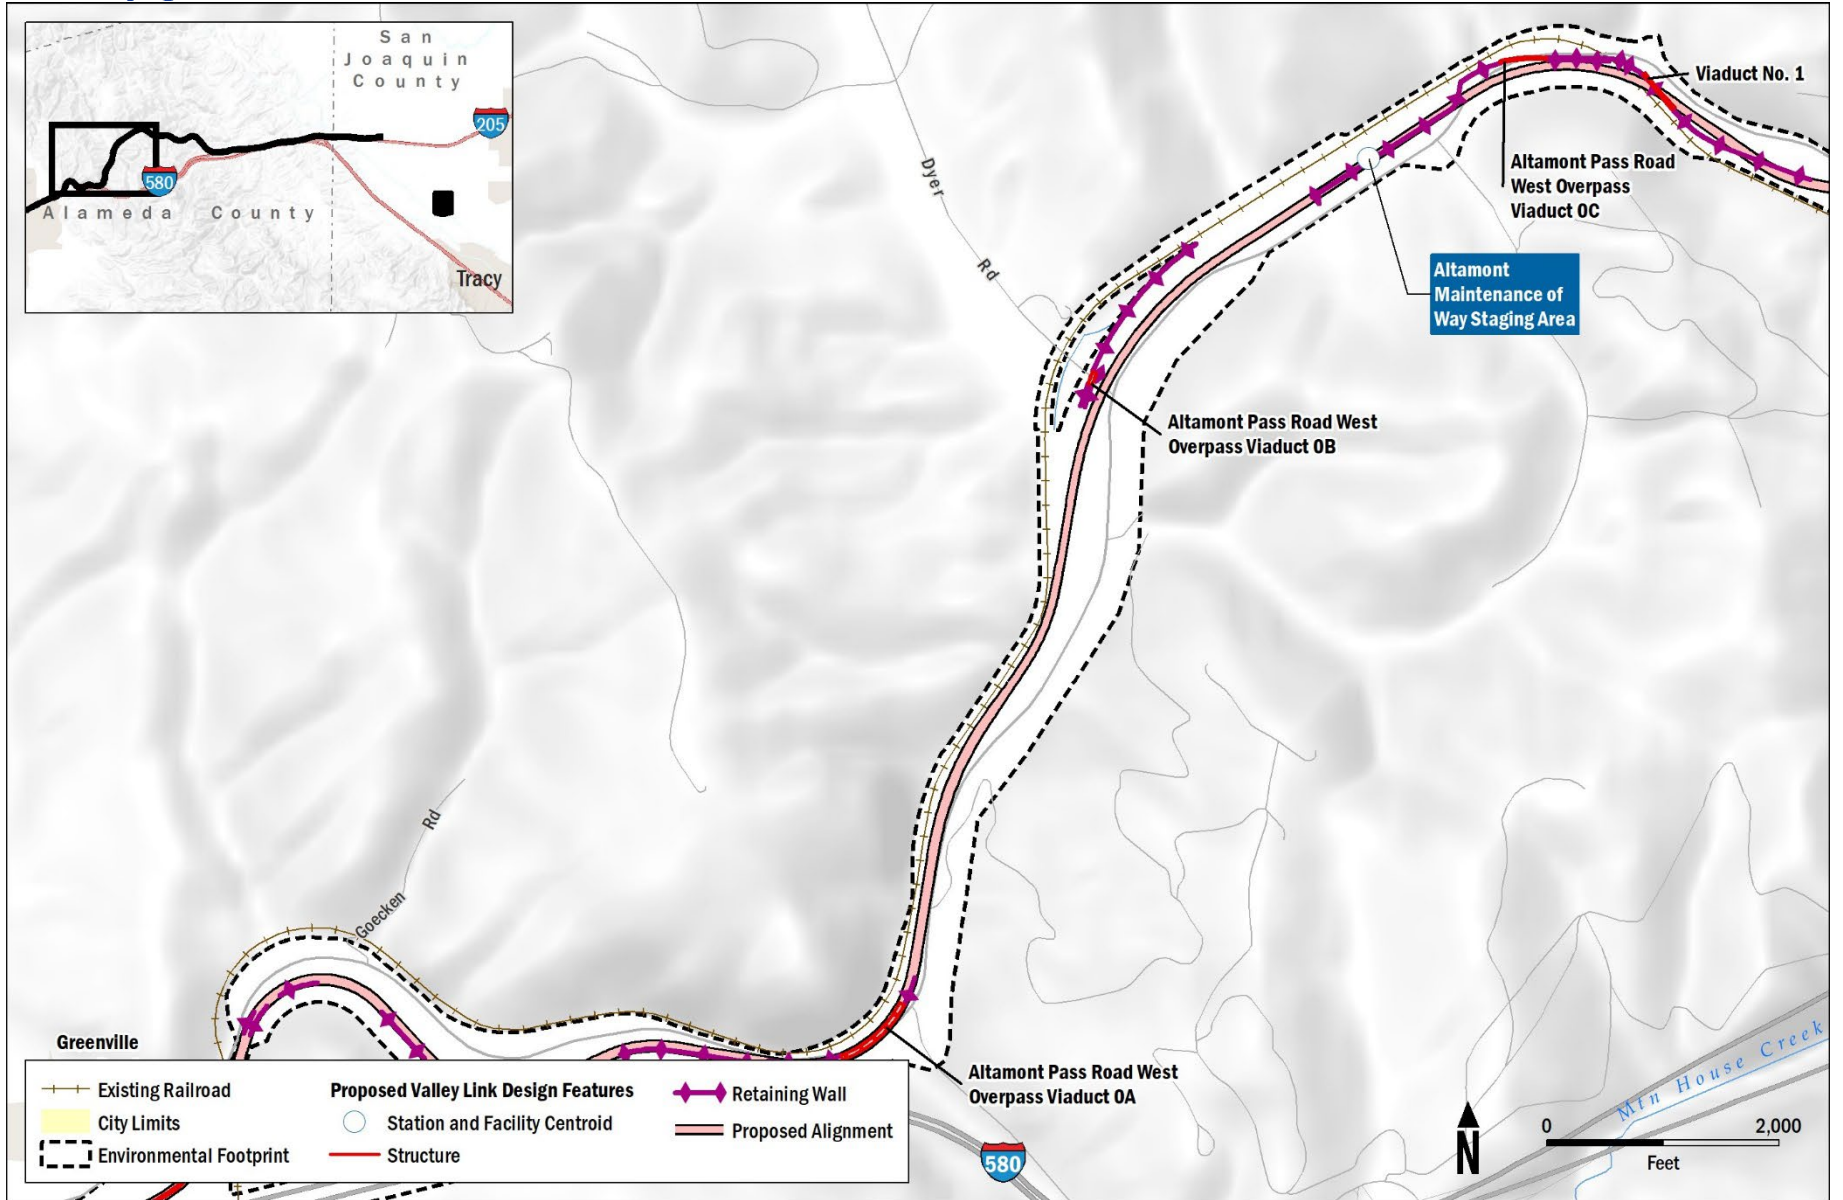 San
Joaquin
County
205
580
Alameda County
Tracy
Viaduct No. 1
Altamont Pass Road
West Overpass
Viaduct 0C
Dyer
Rd
Altamont
Maintenance of
Way Staging Area
Altamont Pass Road West
Overpass Viaduct 0B
Rd
Goecken
Greenville
Altamont Pass Road West
Overpass Viaduct 0A
Mtn House Creek
Existing Railroad
City Limits
Environmental Footprint
Proposed Valley Link Design Features
Station and Facility Centroid
Structure
Retaining Wall
Proposed Alignment
580
N
0 2,000
Feet